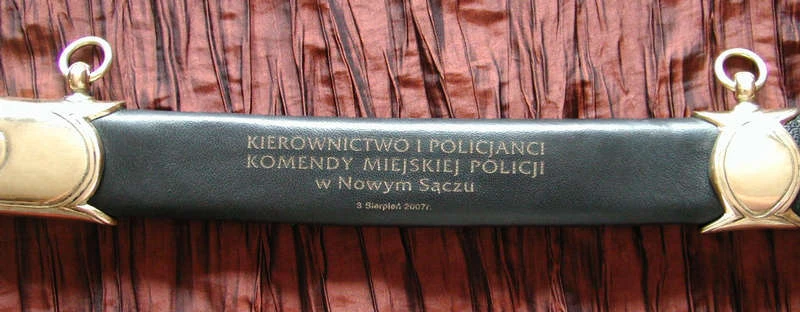 KIEROWNICTWO I POLICJANCI
KOMENDY MIEJSKIEJ POLICJI
w Nowym Sączu
3 Sierpień 2007r.